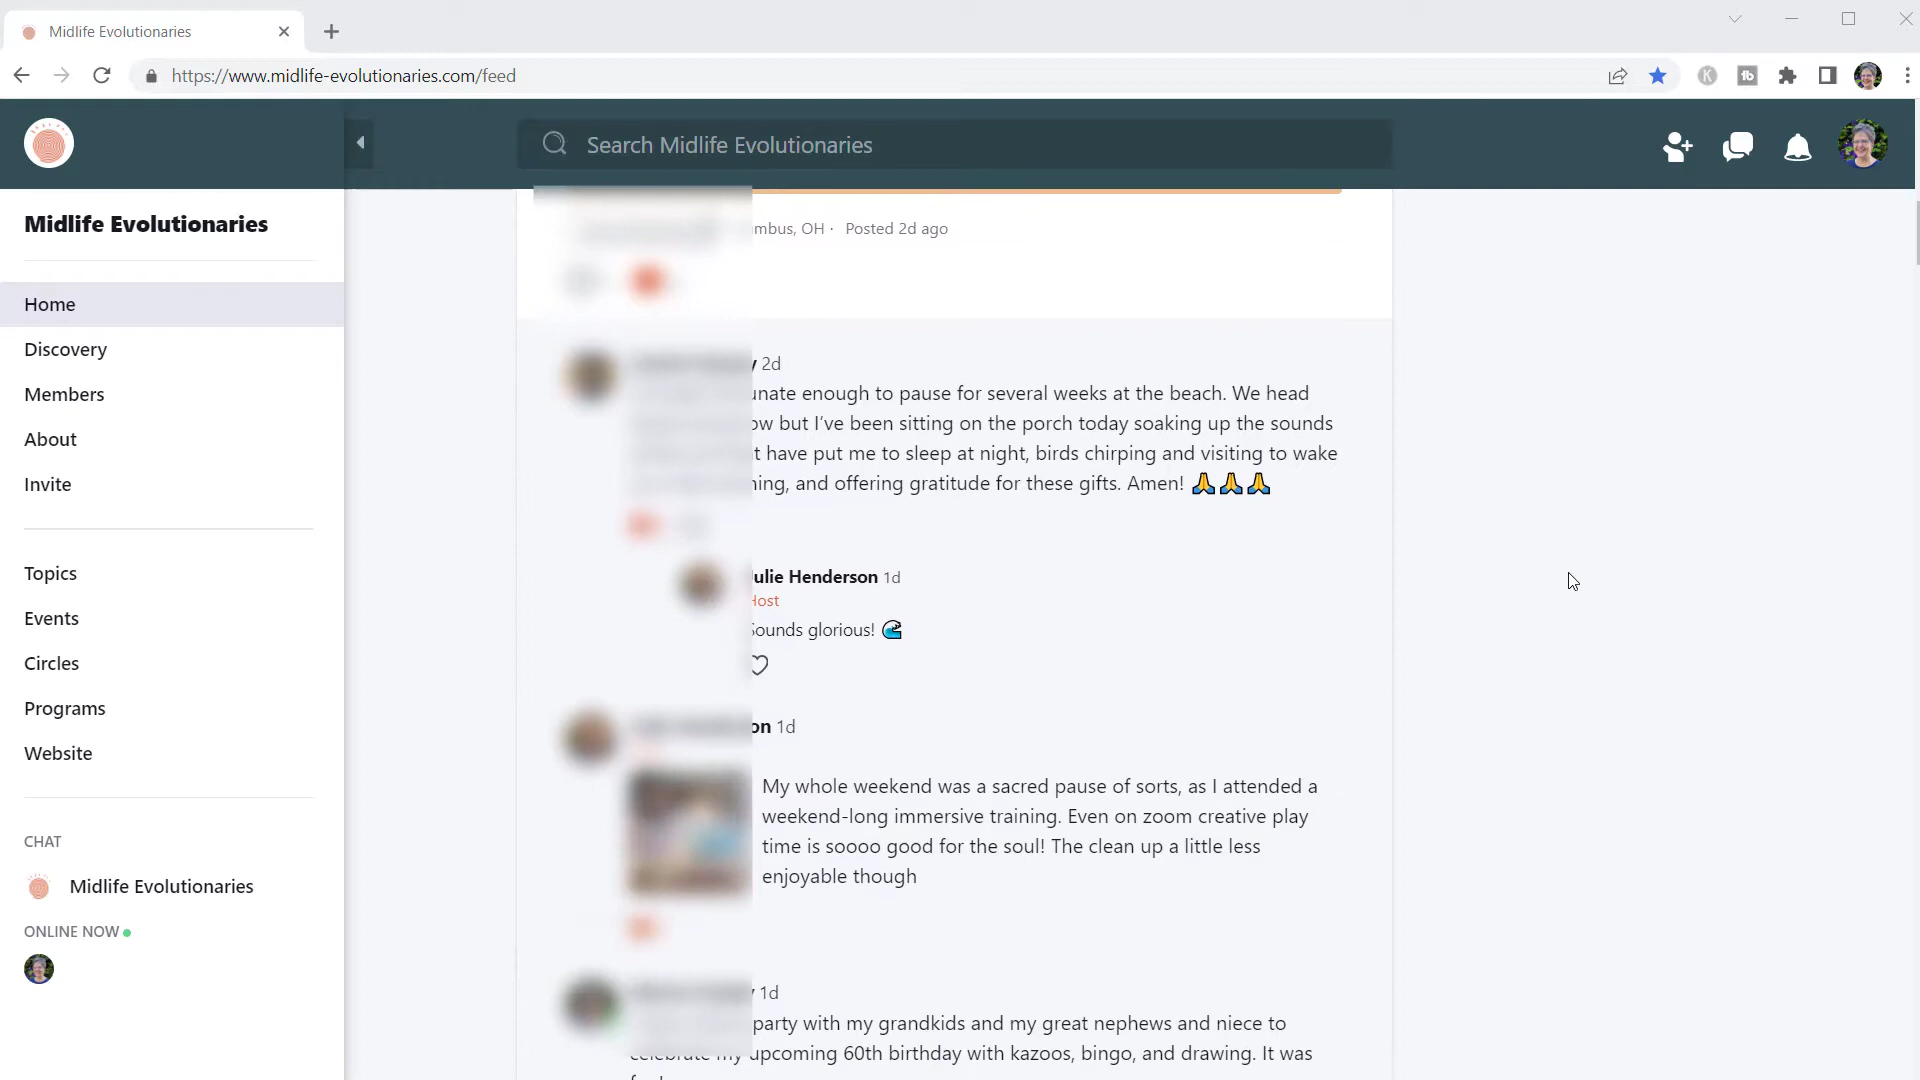 Midlife Evolutionaries
https://www.midlife-evolutionaries.com/feed
Search Midlife Evolutionaries
Midlife Evolutionaries
Home
Discovery
Members
About
Invite
Topics
Events
Circles
Programs
Website
CHAT
Midlife Evolutionaries
ONLINE NOW
mbus, OH · Posted 2d ago
y 2d
unate enough to pause for several weeks at the beach. We head
ow but I’ve been sitting on the porch today soaking up the sounds
t have put me to sleep at night, birds chirping and visiting to wake
ning, and offering gratitude for these gifts. Amen! 🙏🙏🙏
Julie Henderson 1d
Host
Sounds glorious! 🌊
on 1d
My whole weekend was a sacred pause of sorts, as I attended a
weekend-long immersive training. Even on zoom creative play
time is soooo good for the soul! The clean up a little less
enjoyable though
y 1d
party with my grandkids and my great nephews and niece to
celebrate my upcoming 60th birthday with kazoos, bingo, and drawing. It was